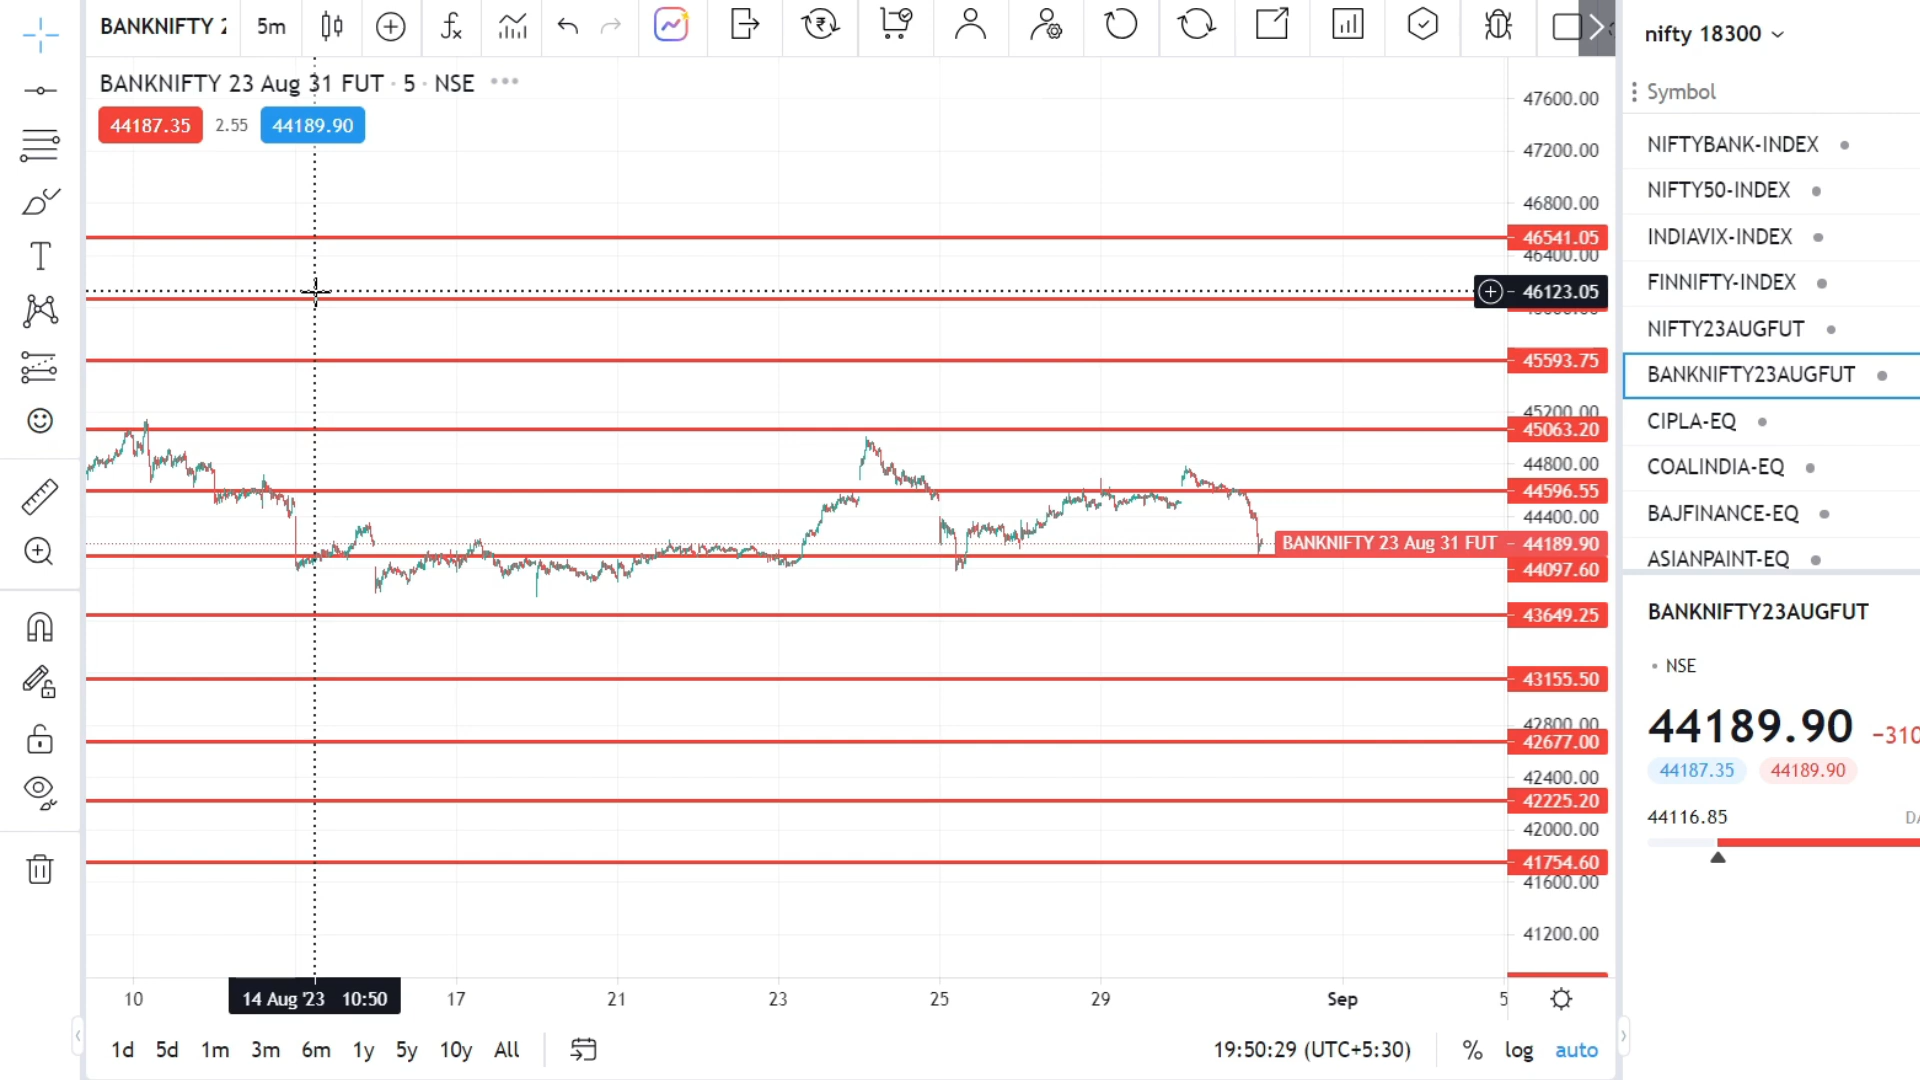 BANKNIFTY 2
5m
nifty 18300
BANKNIFTY 23 Aug 31 FUT · 5 · NSE
Symbol
44187.35 2.55 44189.90
47600.00
47200.00
46800.00
46541.05
46400.00
46123.05
45593.75
45200.00
45063.20
44800.00
44596.55
44400.00
BANKNIFTY 23 Aug 31 FUT 44189.90
44097.60
43649.25
43155.50
42800.00
42677.00
42400.00
42225.20
42000.00
41754.60
41600.00
41200.00
NIFTYBANK-INDEX
NIFTY50-INDEX
INDIAVIX-INDEX
FINNIFTY-INDEX
NIFTY23AUGFUT
BANKNIFTY23AUGFUT
CIPLA-EQ
COALINDIA-EQ
BAJFINANCE-EQ
ASIANPAINT-EQ
BANKNIFTY23AUGFUT
• NSE
44189.90 −310
44187.35 44189.90
44116.85 DA
10 14 Aug '23 10:50 17 21 23 25 29 Sep 5
1d 5d 1m 3m 6m 1y 5y 10y All 19:50:29 (UTC+5:30) % log auto